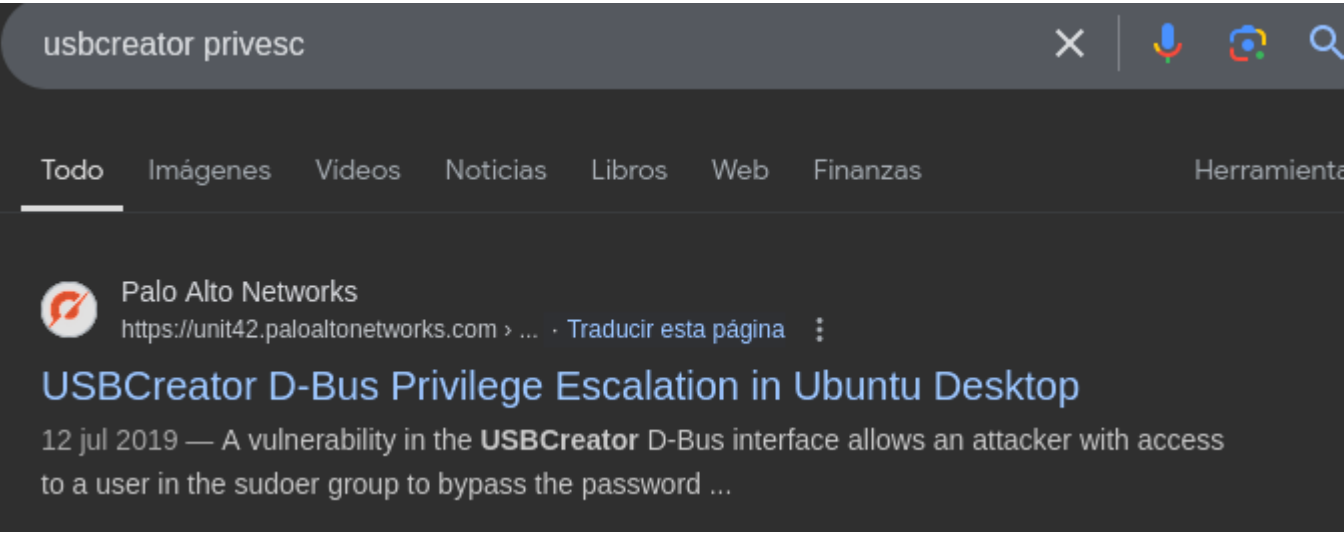 usbcreator privesc
Todo Imágenes Vídeos Noticias Libros Web Finanzas Herramienta
Palo Alto Networks
https://unit42.paloaltonetworks.com › ... · Traducir esta página
USBCreator D-Bus Privilege Escalation in Ubuntu Desktop
12 jul 2019 — A vulnerability in the USBCreator D-Bus interface allows an attacker with access
to a user in the sudoer group to bypass the password ...